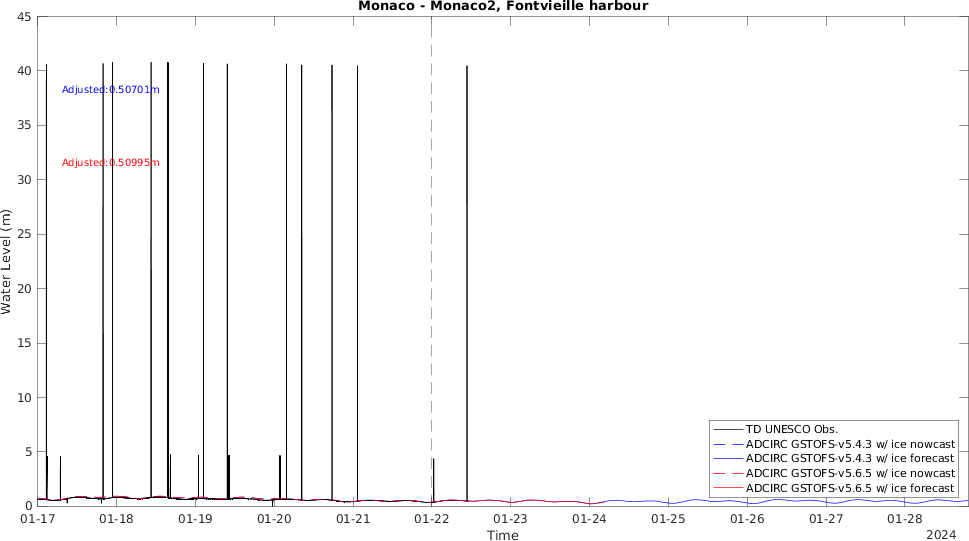 Monaco - Monaco2, Fontvieille harbour
45
40
35
30
25
20
15
10
5
0
Water Level (m)
Adjusted:0.50701m
Adjusted:0.50995m
TD UNESCO Obs.
ADCIRC GSTOFS-v5.4.3 w/ ice nowcast
ADCIRC GSTOFS-v5.4.3 w/ ice forecast
ADCIRC GSTOFS-v5.6.5 w/ ice nowcast
ADCIRC GSTOFS-v5.6.5 w/ ice forecast
01-17 01-18 01-19 01-20 01-21 01-22 01-23 01-24 01-25 01-26 01-27 01-28
Time
2024